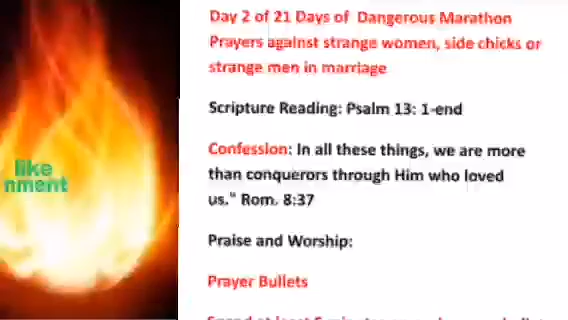 Day 2 of 21 Days of Dangerous Marathon
Prayers against strange women, side chicks or
strange men in marriage
Scripture Reading: Psalm 13: 1-end
Confession: In all these things, we are more
than conquerors through Him who loved
us." Rom. 8:37
Praise and Worship:
Prayer Bullets
like
nment